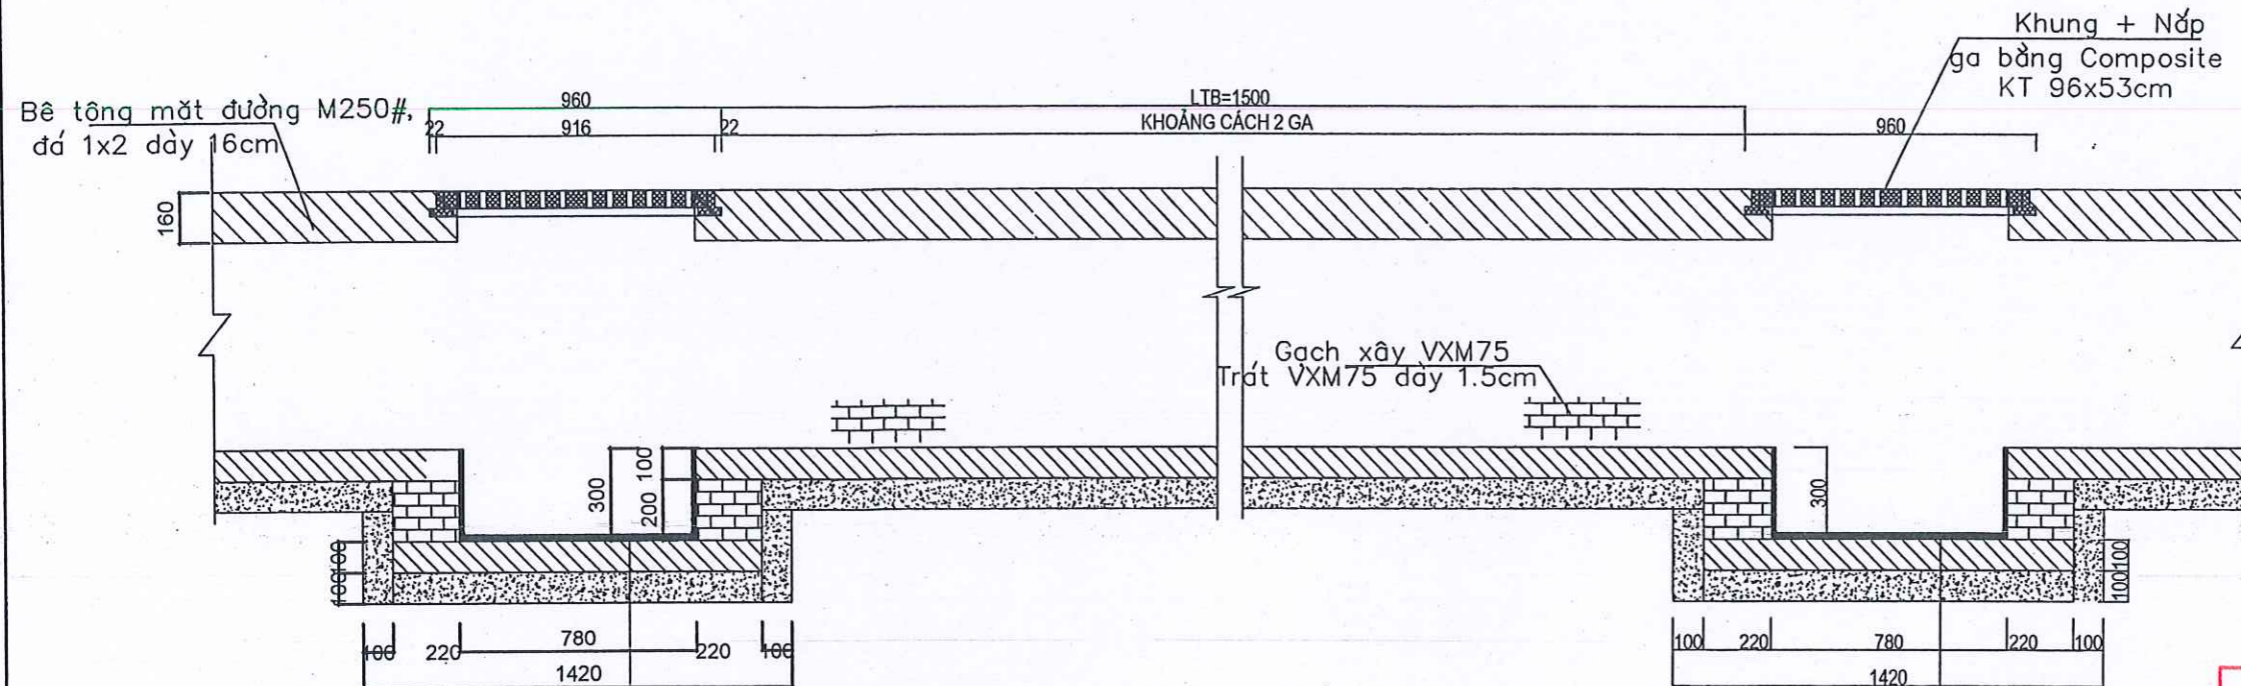 Khung + Nắp
ga bằng Composite
KT 96x53cm
Bê tông mặt đường M250#,
đá 1x2 dày 16cm
960
LTB=1500
22
916
22
KHOẢNG CÁCH 2 GA
960
160
Gạch xây VXM75
Trát VXM75 dày 1.5cm
300
100
200
300
100
100
100
100
100
220
780
220
100
1420
100
220
780
220
100
1420